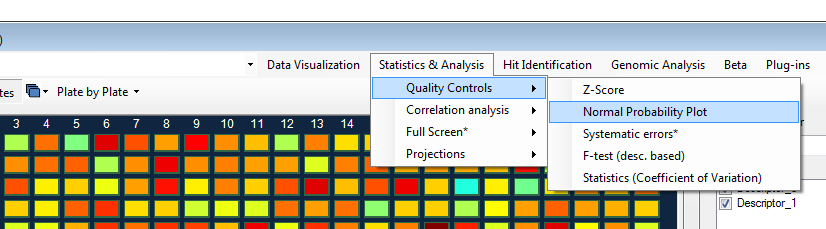 )
Data Visualization Statistics & Analysis Hit Identification Genomic Analysis Beta Plug-ins
tes Plate by Plate
Quality Controls
Correlation analysis
Full Screen*
Projections
Z-Score
Normal Probability Plot
Systematic errors*
F-test (desc. based)
Statistics (Coefficient of Variation)
3 4 5 6 7 8 9 10 11 12 13 14
Descriptor_1